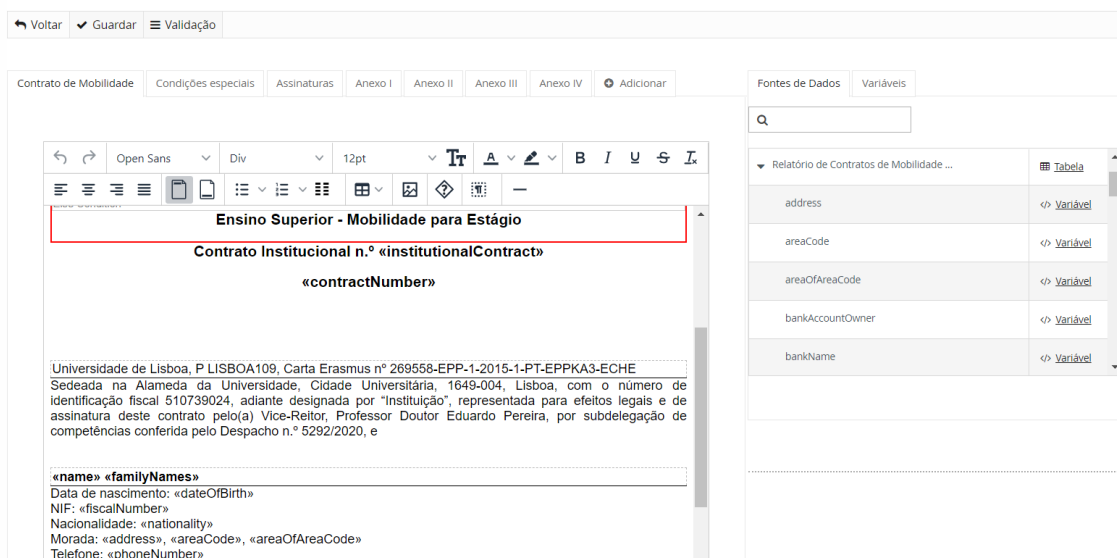 Voltar Guardar Validação
Contrato de Mobilidade Condições especiais Assinaturas Anexo I Anexo II Anexo III Anexo IV Adicionar
Fontes de Dados Variáveis
Open Sans Div 12pt
Relatório de Contratos de Mobilidade ... Tabela
address Variável
areaCode Variável
areaOfAreaCode Variável
bankAccountOwner Variável
bankName Variável
Ensino Superior - Mobilidade para Estágio
Contrato Institucional n.º «institutionalContract»
«contractNumber»
Universidade de Lisboa, P LISBOA109, Carta Erasmus nº 269558-EPP-1-2015-1-PT-EPPKA3-ECHE
Sedeada na Alameda da Universidade, Cidade Universitária, 1649-004, Lisboa, com o número de
identificação fiscal 510739024, adiante designada por “Instituição”, representada para efeitos legais e de
assinatura deste contrato pelo(a) Vice-Reitor, Professor Doutor Eduardo Pereira, por subdelegação de
competências conferida pelo Despacho n.º 5292/2020, e
«name» «familyNames»
Data de nascimento: «dateOfBirth»
NIF: «fiscalNumber»
Nacionalidade: «nationality»
Morada: «address», «areaCode», «areaOfAreaCode»
Telefone: «phoneNumber»